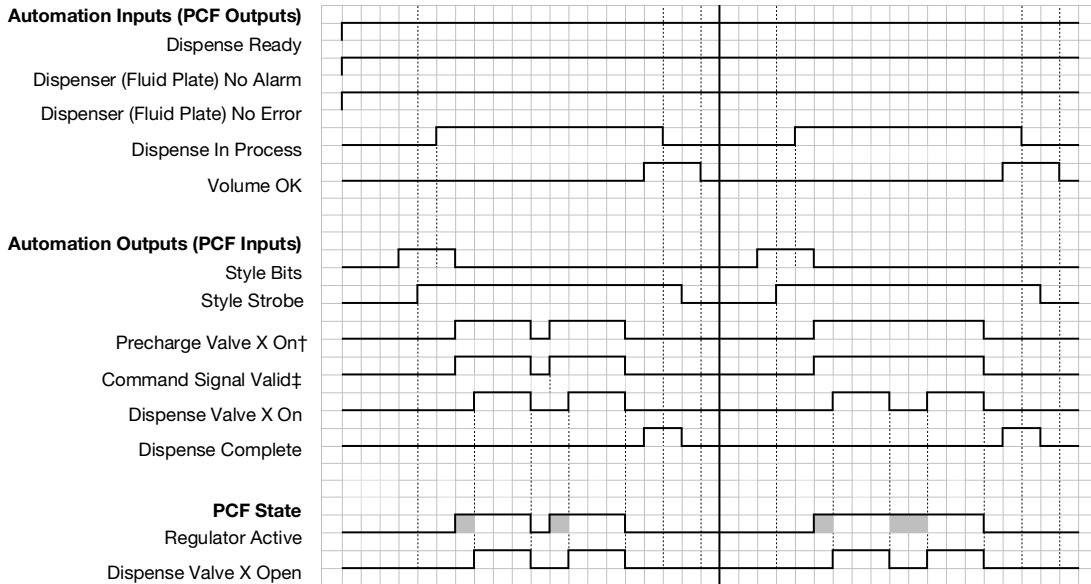 Automation Inputs (PCF Outputs)
Dispense Ready
Dispenser (Fluid Plate) No Alarm
Dispenser (Fluid Plate) No Error
Dispense In Process
Volume OK
Automation Outputs (PCF Inputs)
Style Bits
Style Strobe
Precharge Valve X On†
Command Signal Valid‡
Dispense Valve X On
Dispense Complete
PCF State
Regulator Active
Dispense Valve X Open